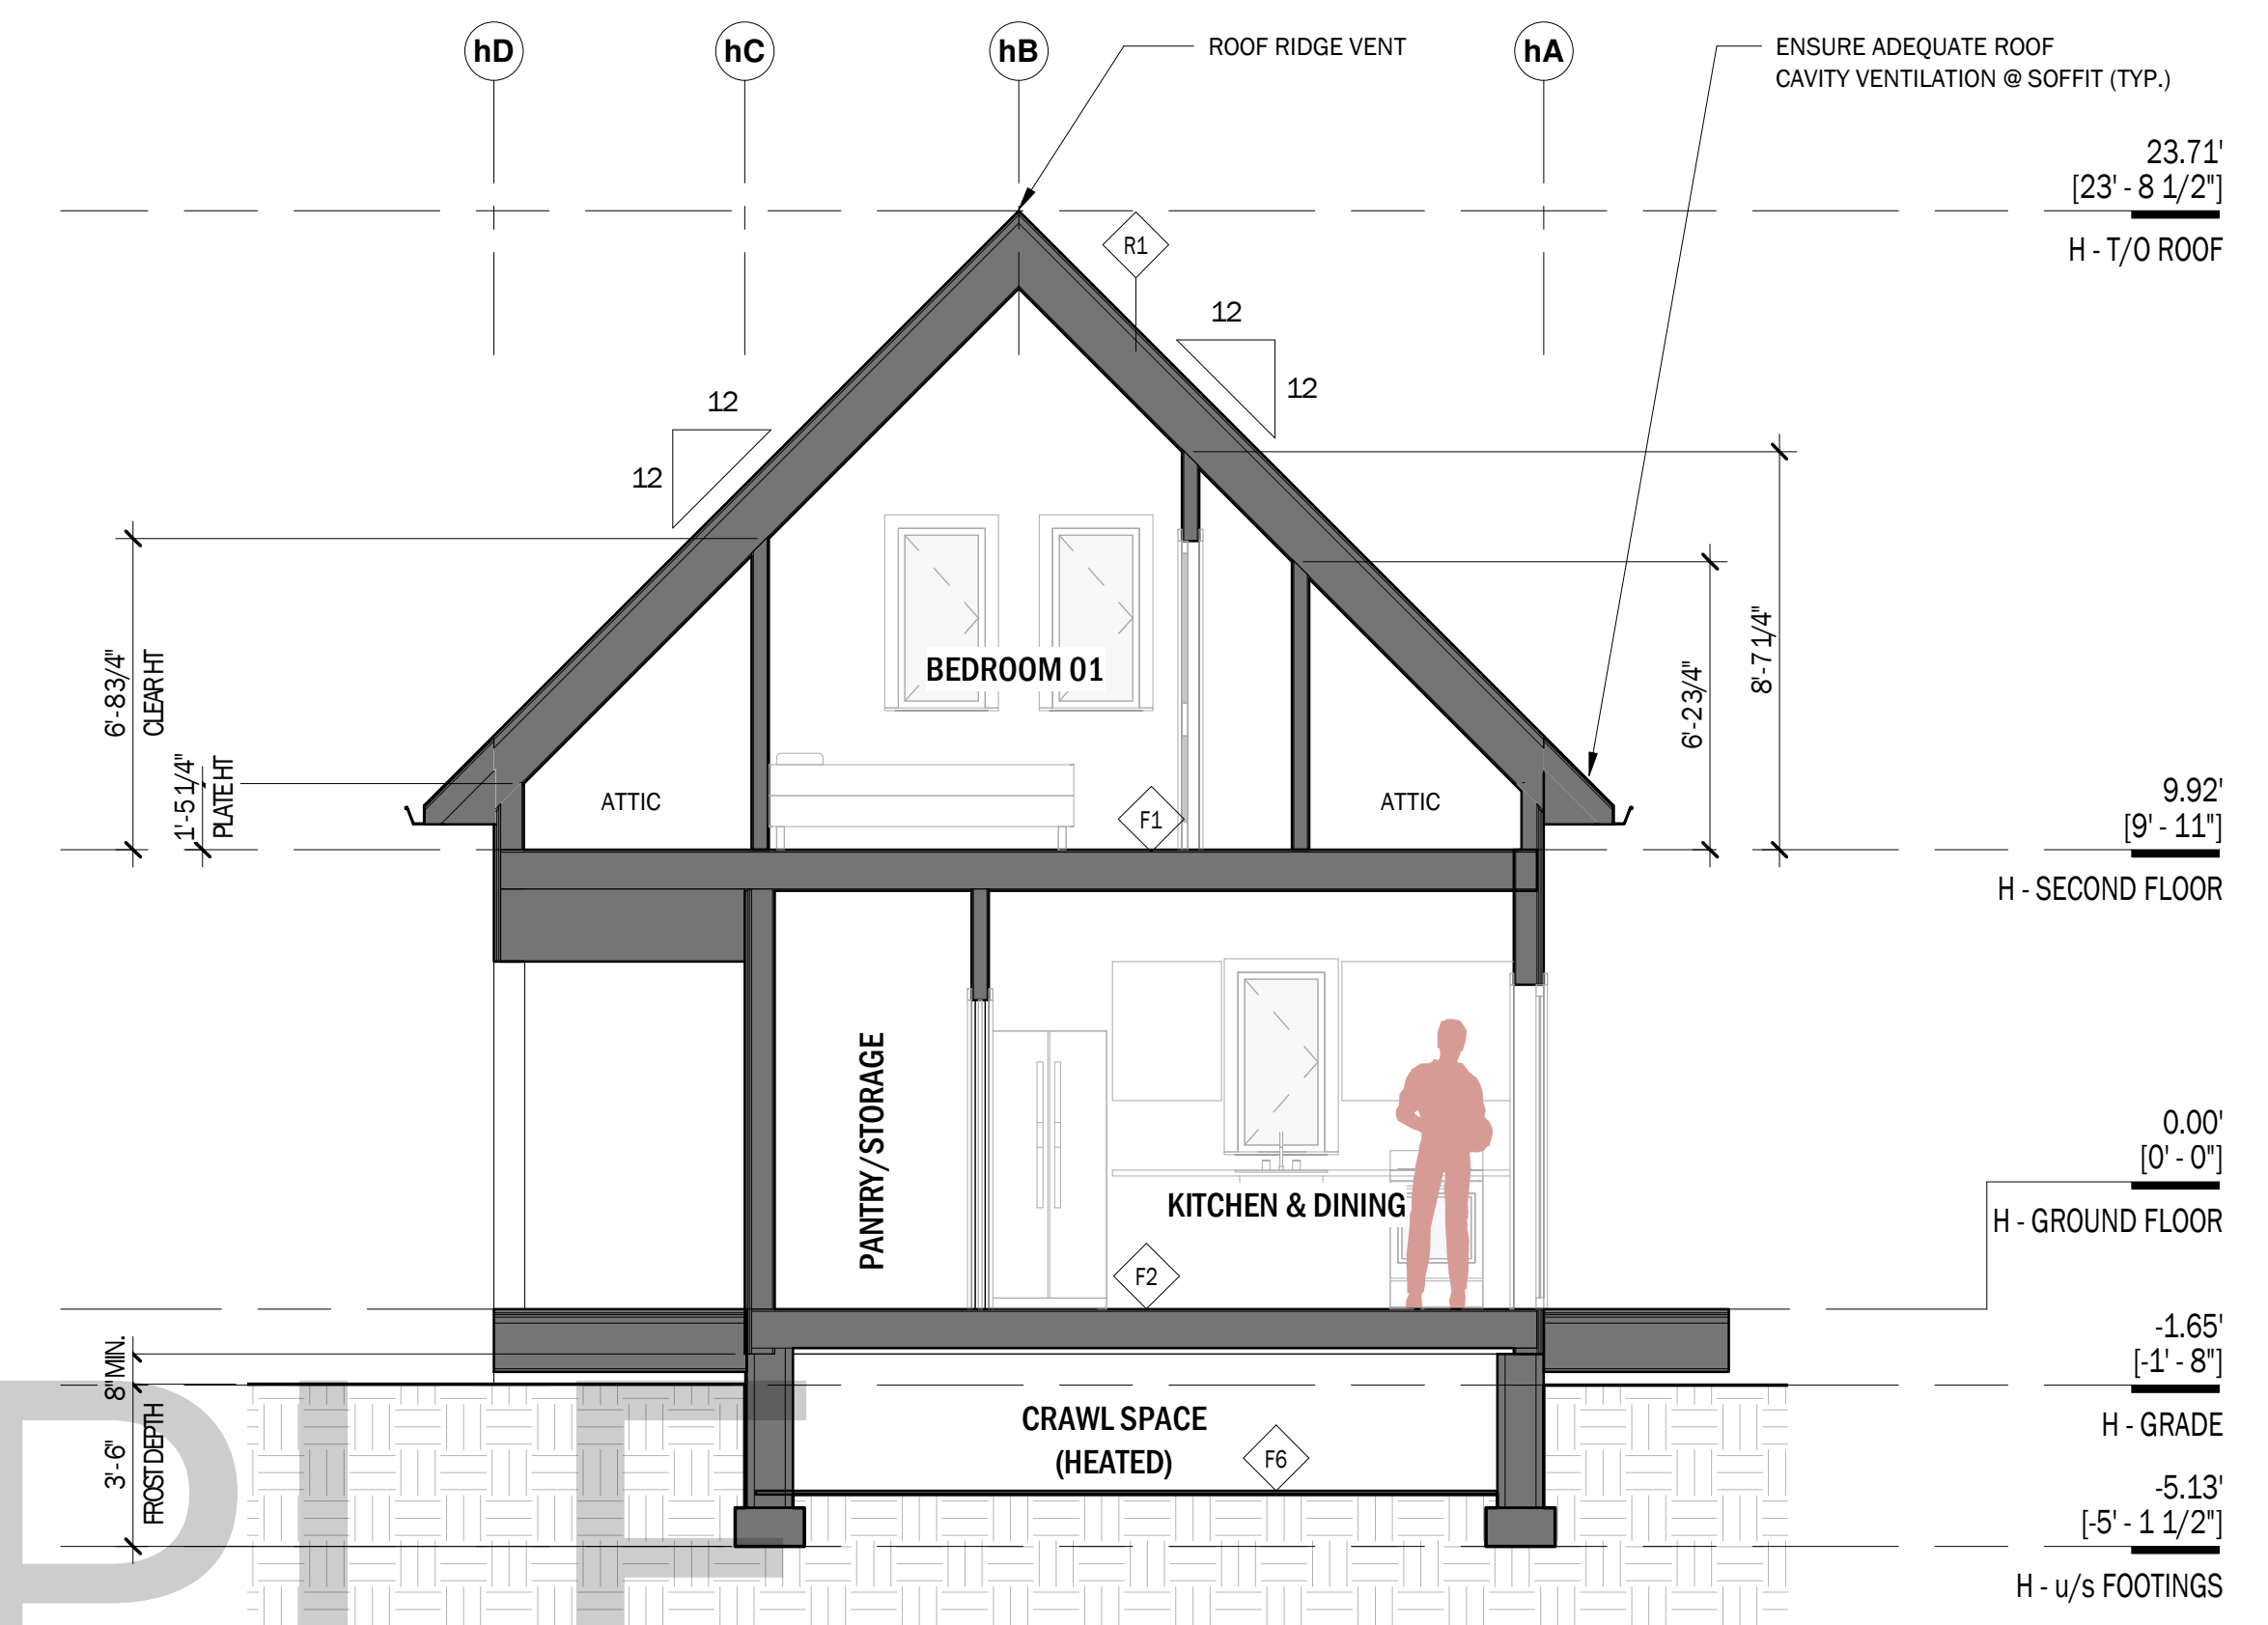 hD
hC
hB
hA
ROOF RIDGE VENT
ENSURE ADEQUATE ROOF
CAVITY VENTILATION @ SOFFIT (TYP.)
23.71'
[23' - 8 1/2"]
H - T/O ROOF
R1
12
12
12
12
6'-83/4"
CLEAR HT
1'-5 1/4"
PLATE HT
BEDROOM 01
ATTIC
F1
ATTIC
6'-23/4"
8'-7 1/4"
9.92'
[9' - 11"]
H - SECOND FLOOR
PANTRY/STORAGE
KITCHEN & DINING
F2
0.00'
[0' - 0"]
H - GROUND FLOOR
8" MIN.
3'-6"
FROST DEPTH
-1.65'
[-1' - 8"]
H - GRADE
CRAWL SPACE
(HEATED)
F6
-5.13'
[-5' - 1 1/2"]
H - u/s FOOTINGS